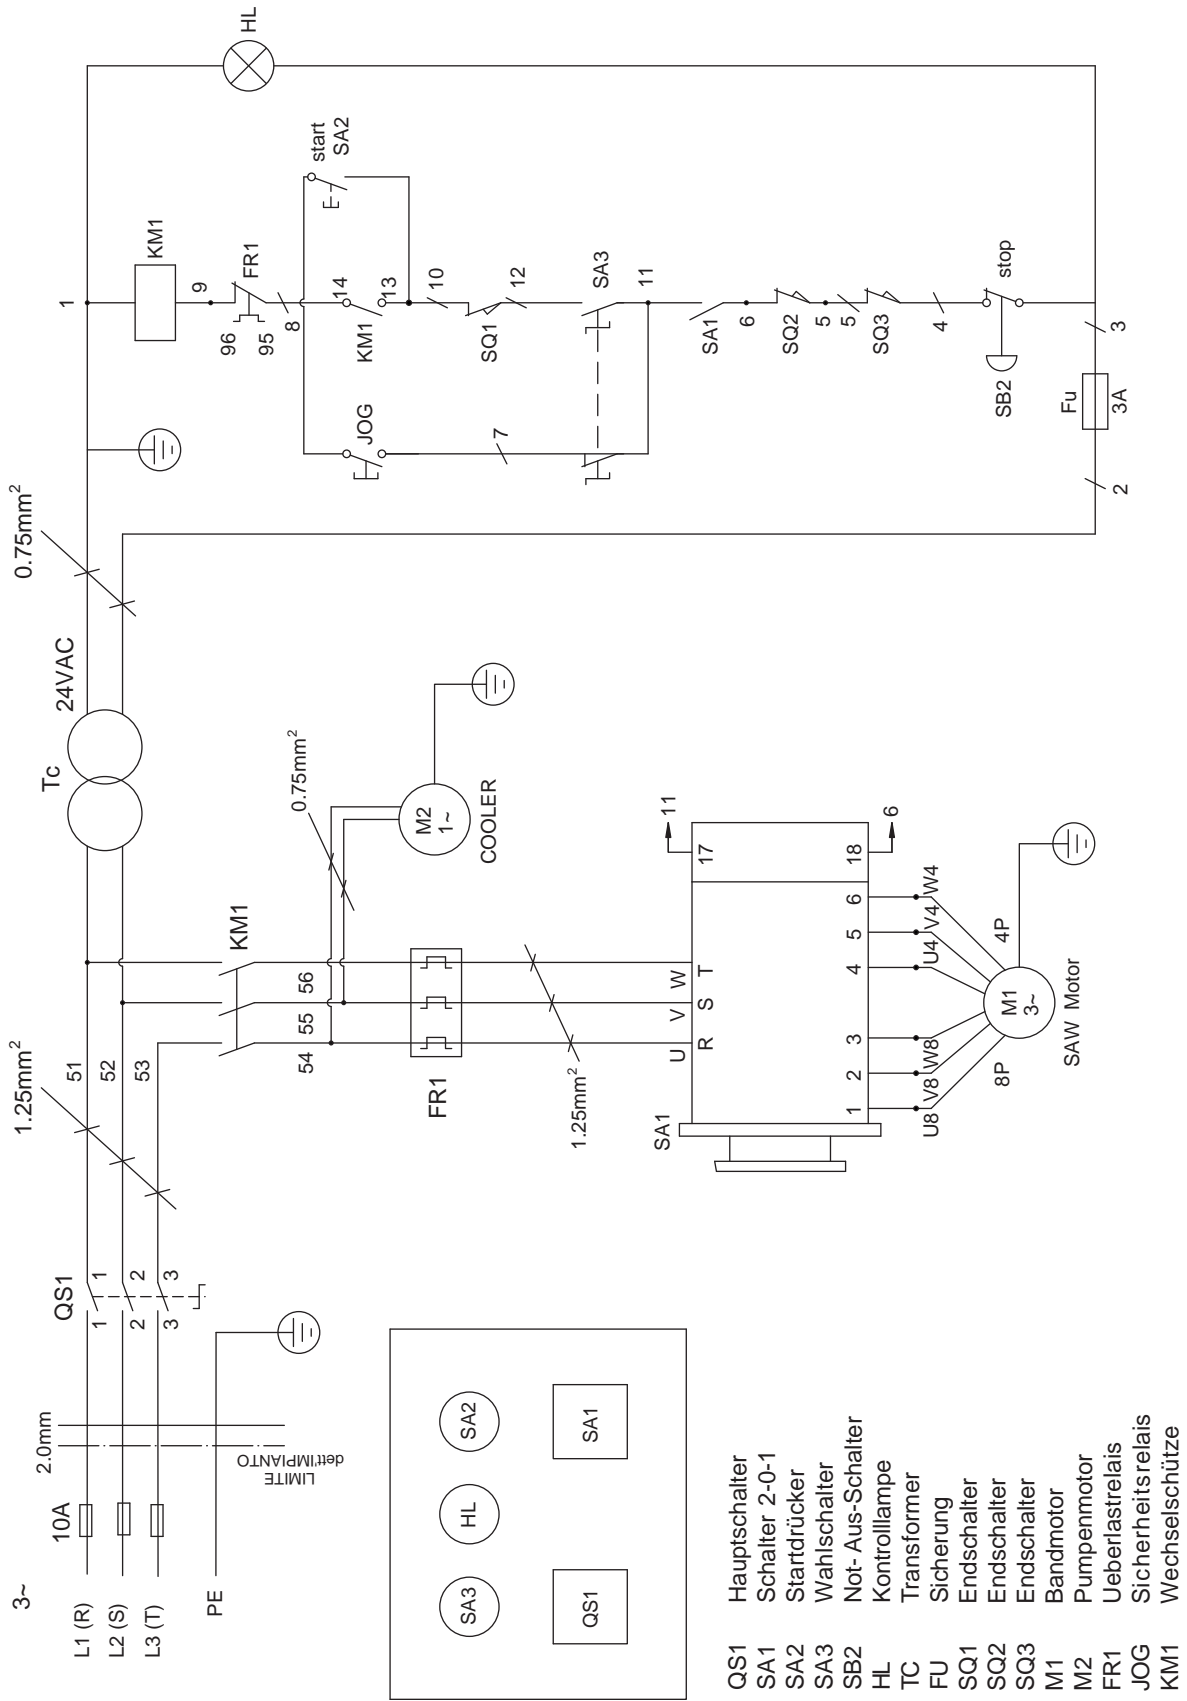 3~
L1 (R)
L2 (S)
L3 (T)
PE
10A
2.0mm
LIMITE
dell'IMPIANTO
QS1
1
2
3
1
2
3
1.25mm²
51
52
53
Tc
24VAC
0.75mm²
KM1
54
55
56
0.75mm²
M2
1~
COOLER
FR1
1.25mm²
U
V
W
R
S
T
SA1
17
11
18
6
1
2
3
4
5
6
U8
V8
W8
U4
V4
W4
8P
4P
M1
3~
SAW Motor
1
HL
KM1
9
FR1
96
95
8
start
SA2
14
13
KM1
JOG
10
SQ1
12
7
SA3
11
SA1
6
SQ2
5
5
SQ3
4
stop
SB2
3
Fu
3A
2
SA3
HL
SA2
QS1
SA1
QS1 Hauptschalter
SA1 Schalter 2-0-1
SA2 Startdrücker
SA3 Wahlschalter
SB2 Not- Aus-Schalter
HL Kontrolllampe
TC Transformer
FU Sicherung
SQ1 Endschalter
SQ2 Endschalter
SQ3 Endschalter
M1 Bandmotor
M2 Pumpenmotor
FR1 Ueberlastrelais
JOG Sicherheitsrelais
KM1 Wechselschütze